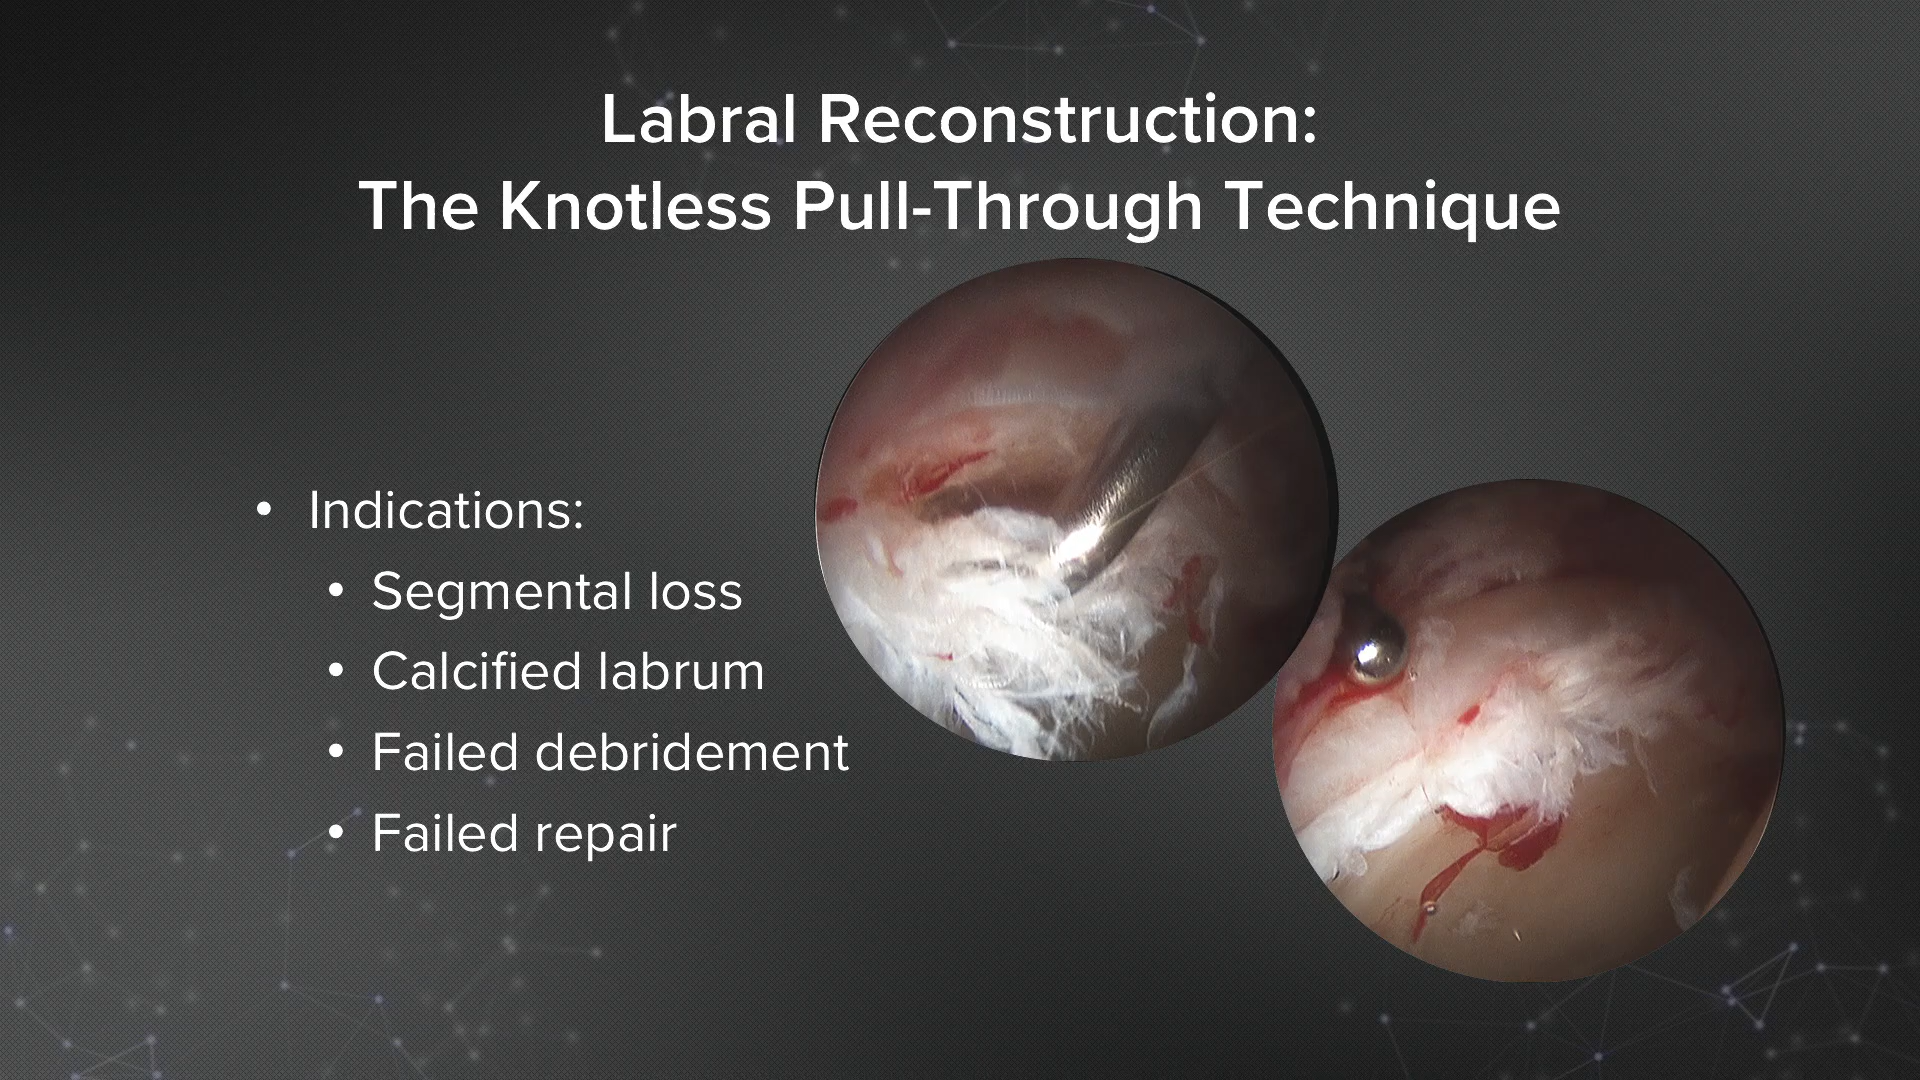 Labral Reconstruction:
The Knotless Pull-Through Technique
• Indications:
• Segmental loss
• Calcified labrum
• Failed debridement
• Failed repair